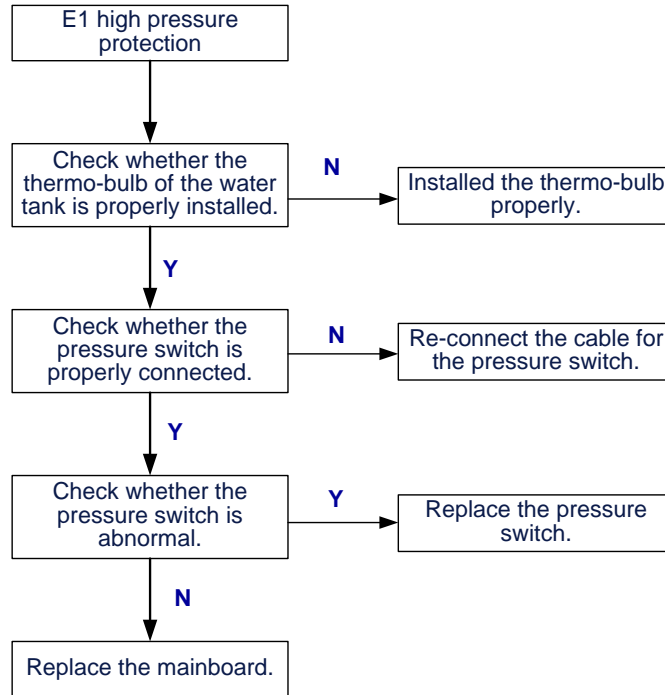 E1 high pressure
protection
Check whether the
thermo-bulb of the water
tank is properly installed.
N
Installed the thermo-bulb
properly.
Y
Check whether the
pressure switch is
properly connected.
N
Re-connect the cable for
the pressure switch.
Y
Check whether the
pressure switch is
abnormal.
Y
Replace the pressure
switch.
N
Replace the mainboard.